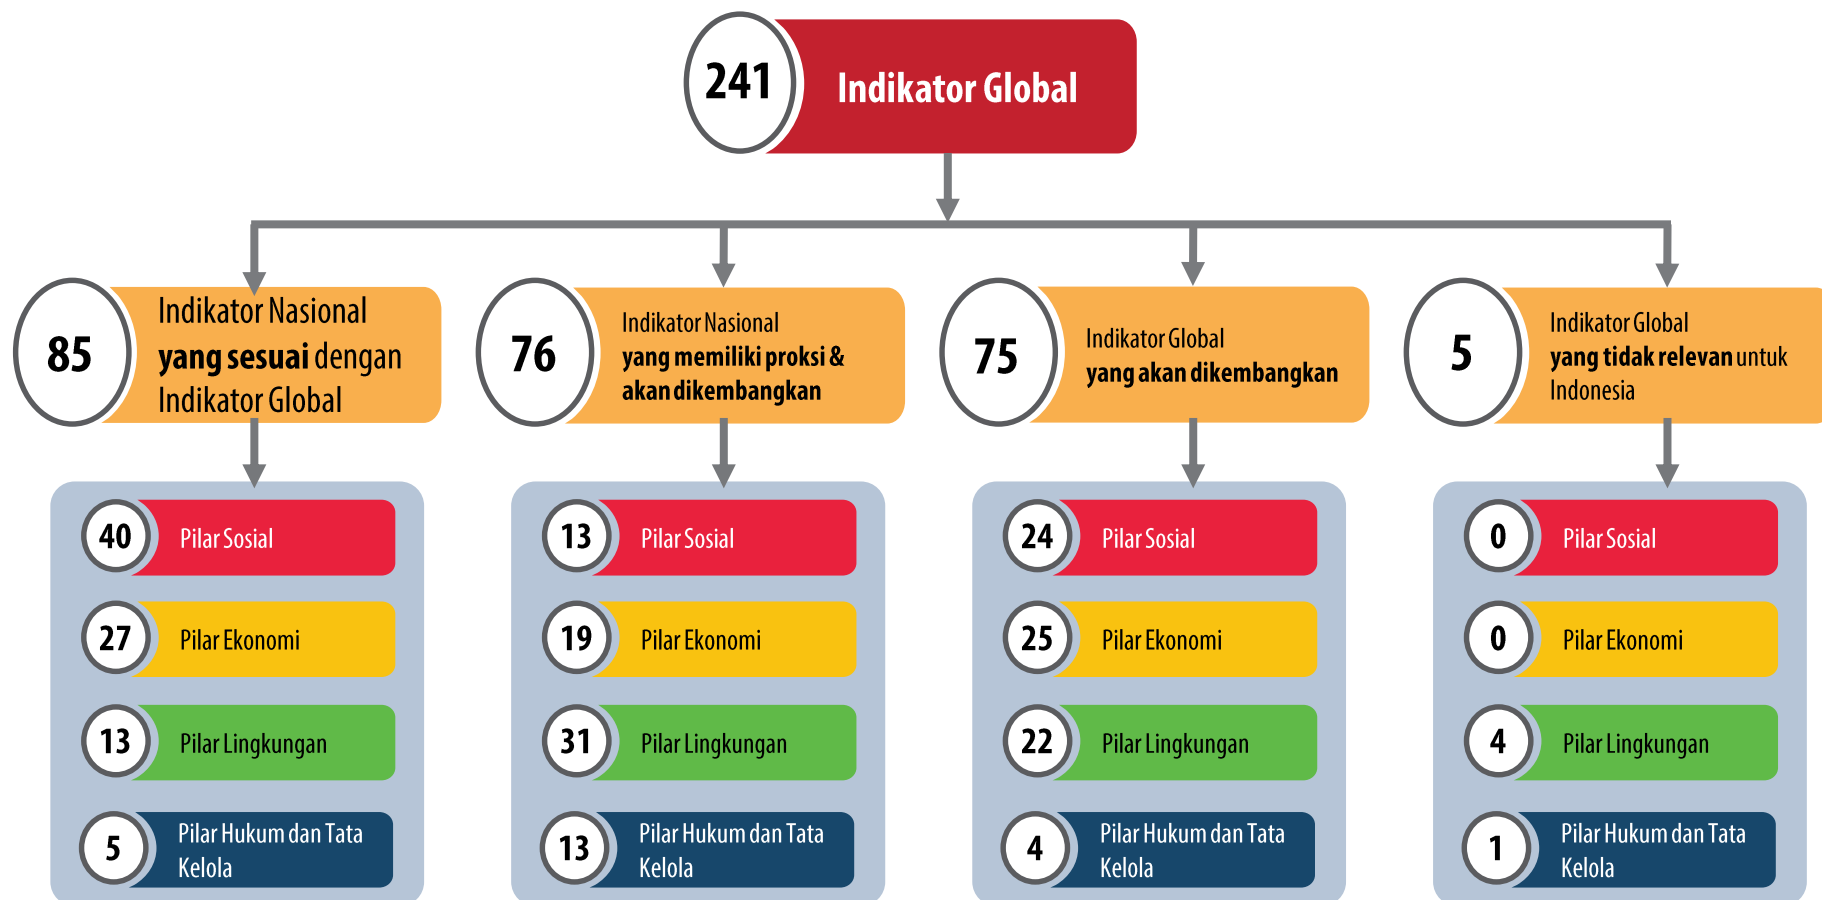 241
Indikator Global
85
Indikator Nasional
yang sesuai dengan
Indikator Global
76
Indikator Nasional
yang memiliki proksi &
akan dikembangkan
75
Indikator Global
yang akan dikembangkan
5
Indikator Global
yang tidak relevan untuk
Indonesia
40
Pilar Sosial
27
Pilar Ekonomi
13
Pilar Lingkungan
5
Pilar Hukum dan Tata
Kelola
13
Pilar Sosial
19
Pilar Ekonomi
31
Pilar Lingkungan
13
Pilar Hukum dan Tata
Kelola
24
Pilar Sosial
25
Pilar Ekonomi
22
Pilar Lingkungan
4
Pilar Hukum dan Tata
Kelola
0
Pilar Sosial
0
Pilar Ekonomi
4
Pilar Lingkungan
1
Pilar Hukum dan Tata
Kelola